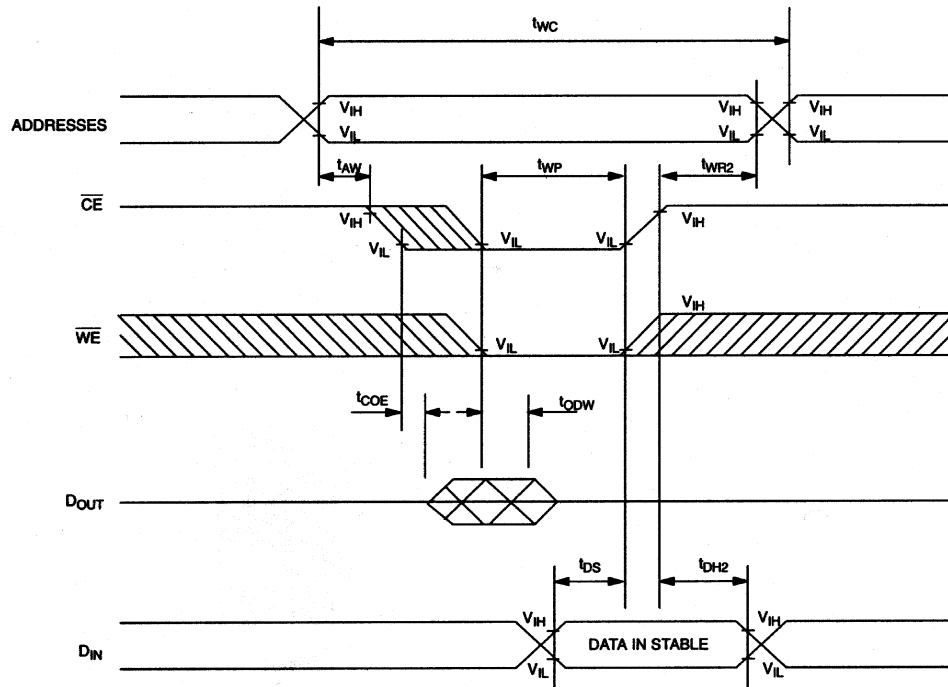 tWC
ADDRESSES
VIH VIH VIH
VIL VIL VIL
tAW tWP tWR2
CE
VIH VIH
VIL VIL VIL
VIH
WE
VIL VIL
tCOE tODW
DOUT
tDS tDH2
VIH VIH
DIN DATA IN STABLE
VIL VIL